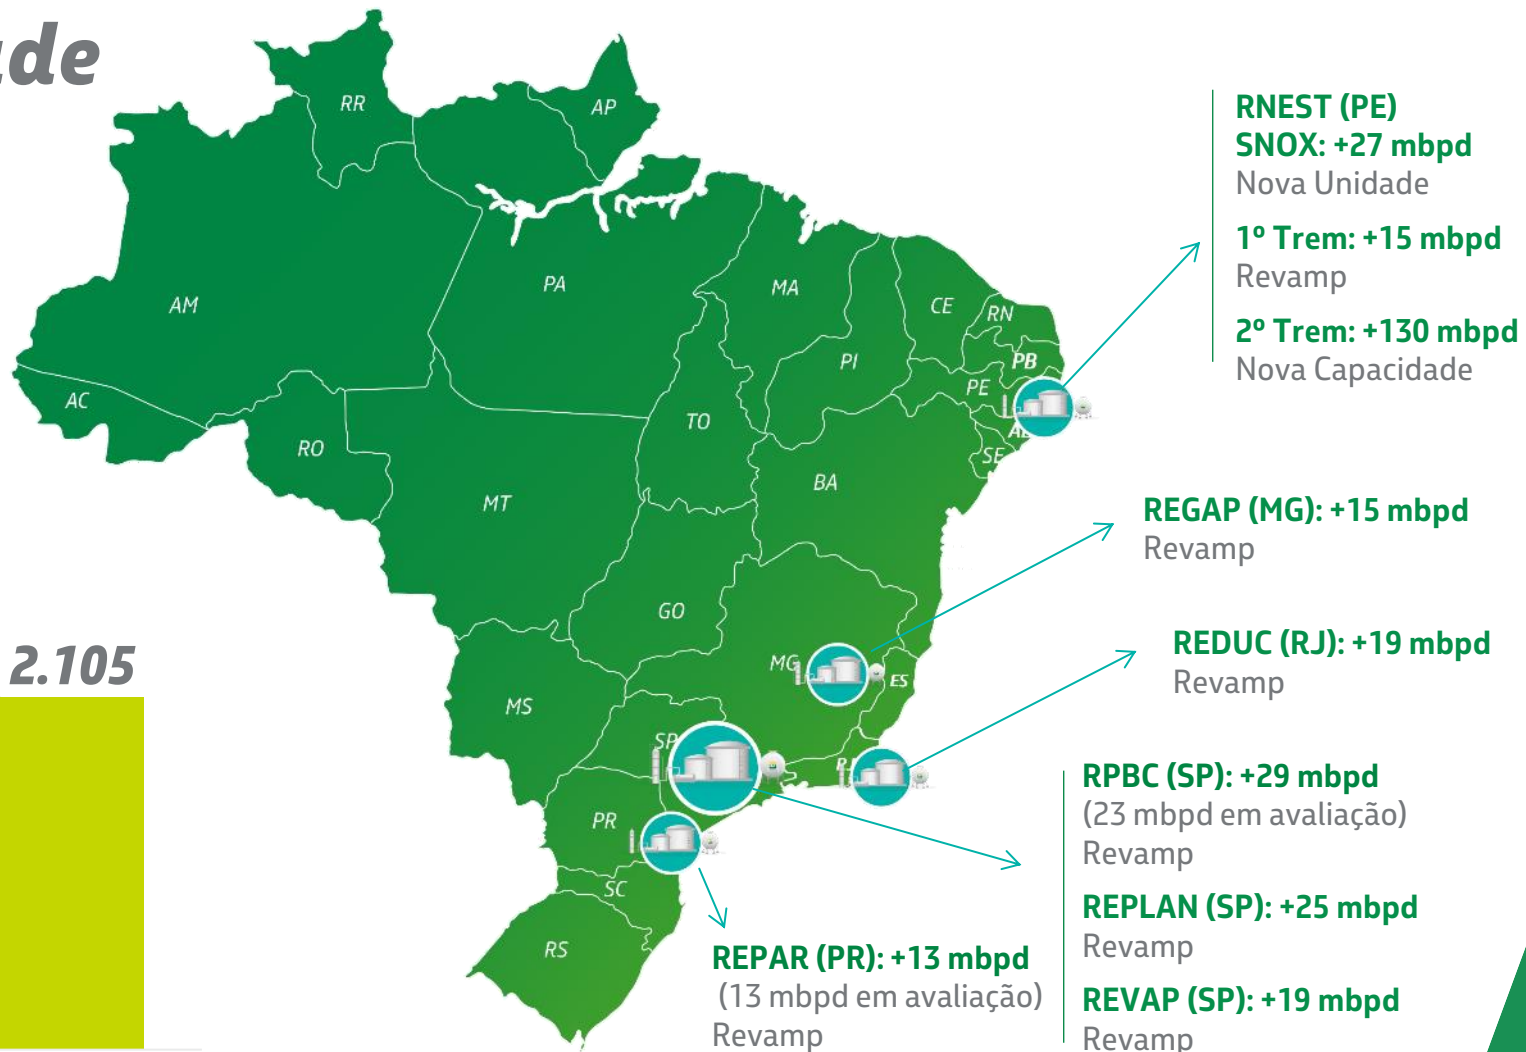 RR
AP
AM
PA
MA
CE
RN
PB
PI
PE
AC
TO
RO
SE
BA
MT
GO
MG
ES
MS
SP
PR
SC
RS
2.105
RNEST (PE)
SNOX: +27 mbpd
Nova Unidade
1º Trem: +15 mbpd
Revamp
2º Trem: +130 mbpd
Nova Capacidade
REGAP (MG): +15 mbpd
Revamp
REDUC (RJ): +19 mbpd
Revamp
RPBC (SP): +29 mbpd
(23 mbpd em avaliação)
Revamp
REPLAN (SP): +25 mbpd
Revamp
REVAP (SP): +19 mbpd
Revamp
REPAR (PR): +13 mbpd
(13 mbpd em avaliação)
Revamp